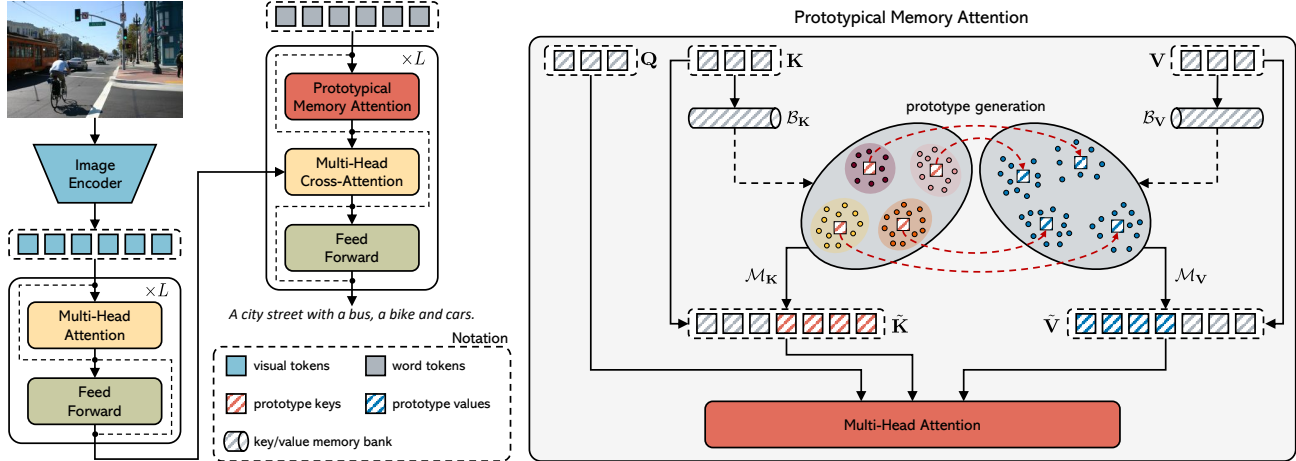 Image
Encoder
×L
Multi-Head
Attention
Feed
Forward
×L
Prototypical
Memory Attention
Multi-Head
Cross-Attention
Feed
Forward
A city street with a bus, a bike and cars.
Notation
visual tokens
word tokens
prototype keys
prototype values
key/value memory bank
Prototypical Memory Attention
Q
K
V
ℬ_K
ℬ_V
prototype generation
ℳ_K
ℳ_V
K̃
Ṽ
Multi-Head Attention